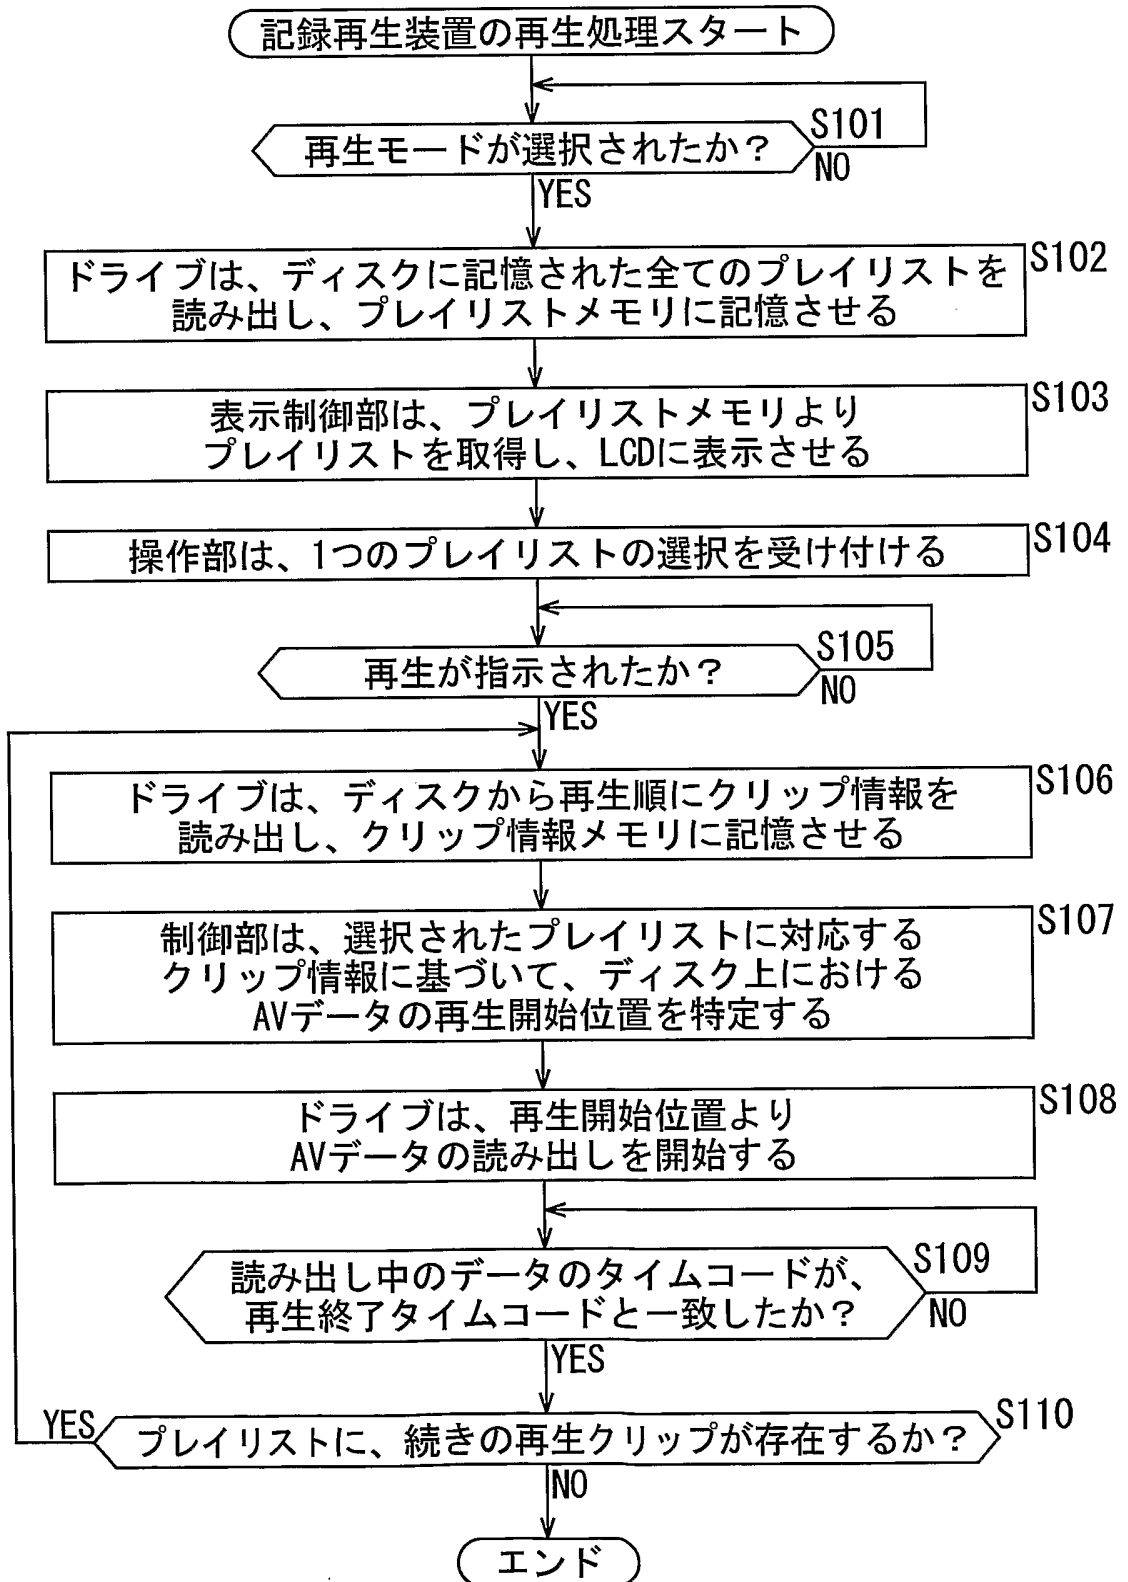 記録再生装置の再生処理スタート
S101
再生モードが選択されたか？
NO
YES
S102
ドライブは、ディスクに記憶された全てのプレイリストを
読み出し、プレイリストメモリに記憶させる
S103
表示制御部は、プレイリストメモリより
プレイリストを取得し、LCDに表示させる
S104
操作部は、1つのプレイリストの選択を受け付ける
S105
再生が指示されたか？
NO
YES
S106
ドライブは、ディスクから再生順にクリップ情報を
読み出し、クリップ情報メモリに記憶させる
S107
制御部は、選択されたプレイリストに対応する
クリップ情報に基づいて、ディスク上における
AVデータの再生開始位置を特定する
S108
ドライブは、再生開始位置より
AVデータの読み出しを開始する
S109
読み出し中のデータのタイムコードが、
再生終了タイムコードと一致したか？
NO
YES
S110
YES
プレイリストに、続きの再生クリップが存在するか？
NO
エンド